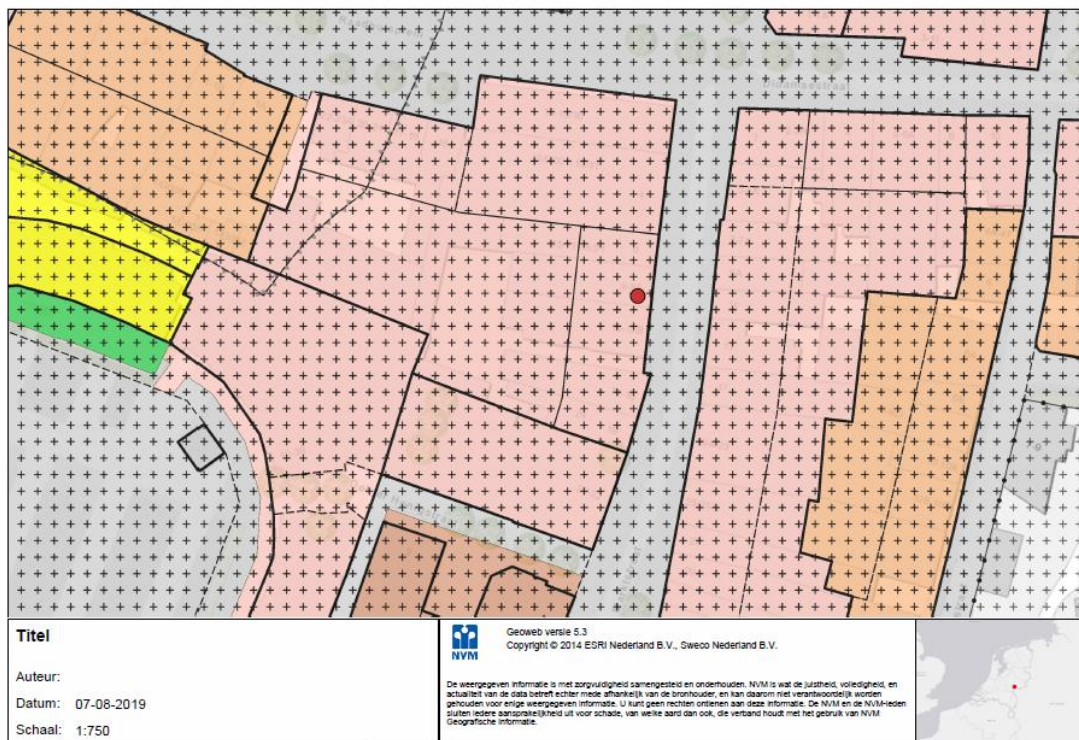 Raadhuisplein
Didamsestraat
Titel
Auteur:
Datum: 07-08-2019
Schaal: 1:750
NVM
Geoweb versie 5.3
Copyright © 2014 ESRI Nederland B.V., Sweco Nederland B.V.
De weergegeven informatie is met zorgvuldigheid samengesteld en onderhouden. NVM is wat de juistheid, volledigheid, en
actualiteit van de data betreft echter mede afhankelijk van de bronhouder, en kan daarom niet verantwoordelijk worden
gehouden voor enige weergegeven informatie. U kunt geen rechten ontlenen aan deze informatie. De NVM en de NVM-leden
sluiten iedere aansprakelijkheid uit voor schade, van welke aard dan ook, die verband houdt met het gebruik van NVM
Geografische Informatie.